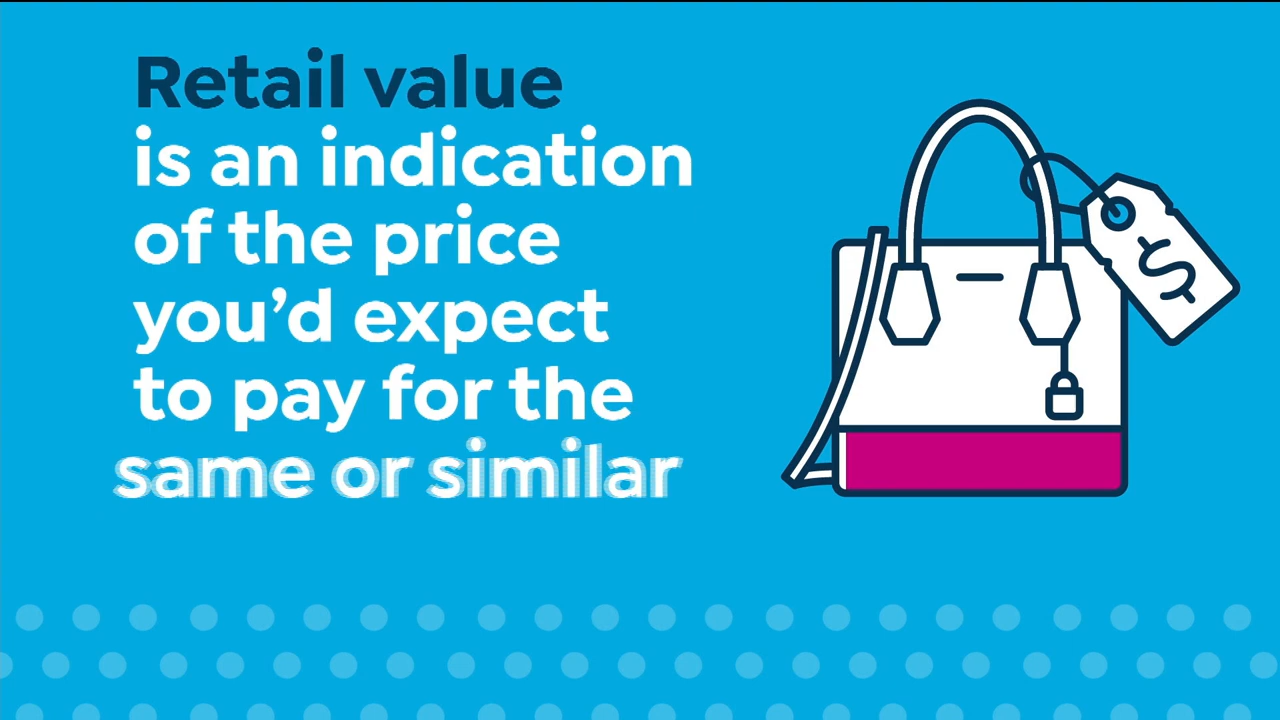 Retail value
is an indication
of the price
you'd expect
to pay for the
same or similar
$